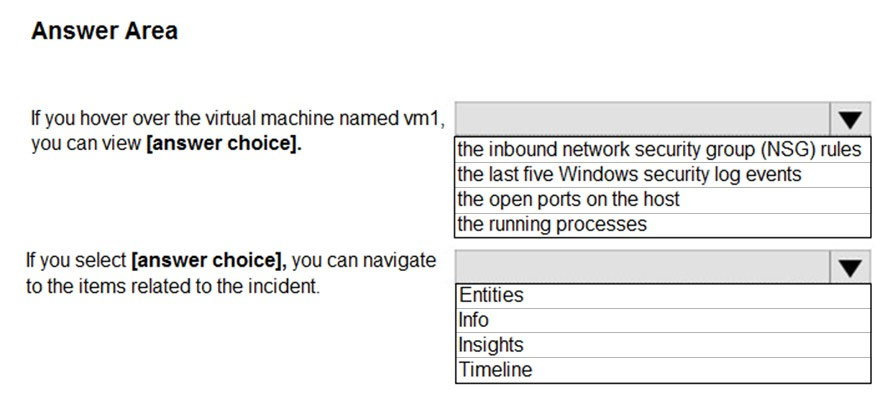 Answer Area
If you hover over the virtual machine named vm1,
you can view [answer choice].
the inbound network security group (NSG) rules
the last five Windows security log events
the open ports on the host
the running processes
If you select [answer choice], you can navigate
to the items related to the incident.
Entities
Info
Insights
Timeline